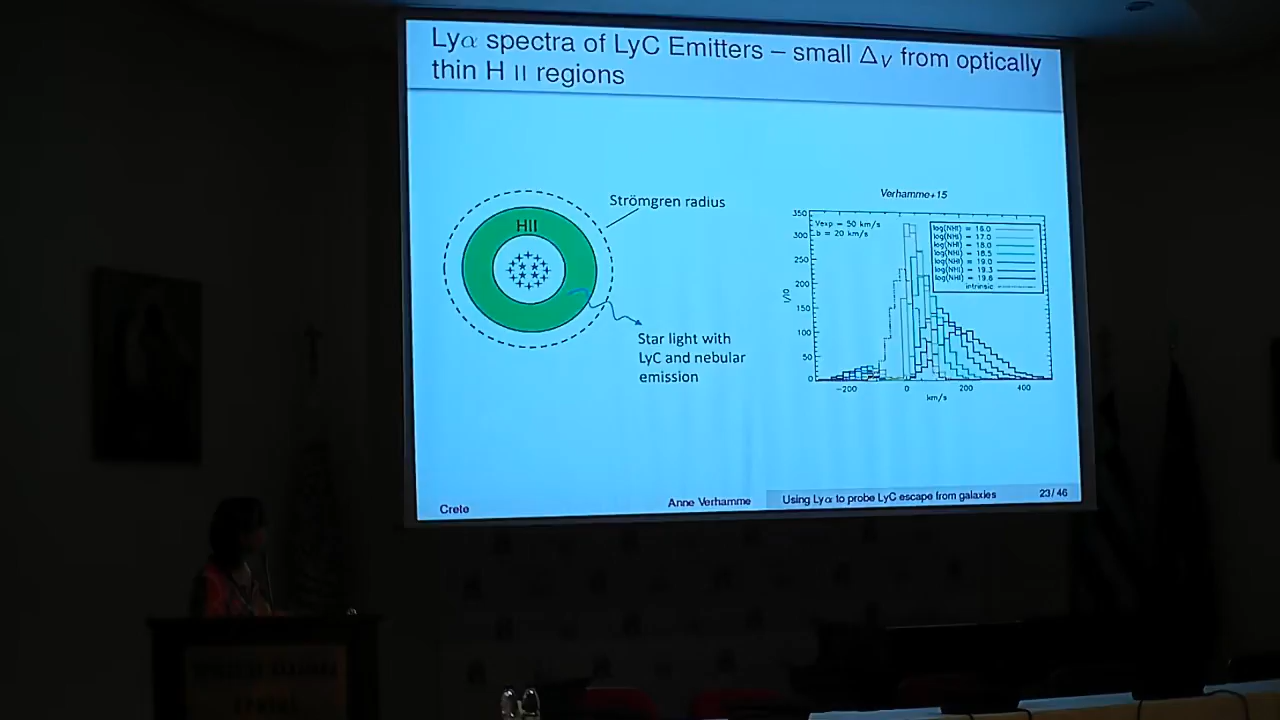 Lyα spectra of LyC Emitters – small Δv from optically
thin H II regions
Strömgren radius
HII
Star light with
LyC and nebular
emission
Verhamme+15
Vexp = 50 km/s
b = 20 km/s
log(NHI) = 16.0
log(NHI) = 17.0
log(NHI) = 18.0
log(NHI) = 18.5
log(NHI) = 19.0
log(NHI) = 19.3
log(NHI) = 19.6
intrinsic
350
300
250
200
150
100
50
0
I/I0
-200 0 200 400
km/s
Crete
Anne Verhamme
Using Lyα to probe LyC escape from galaxies
23/46